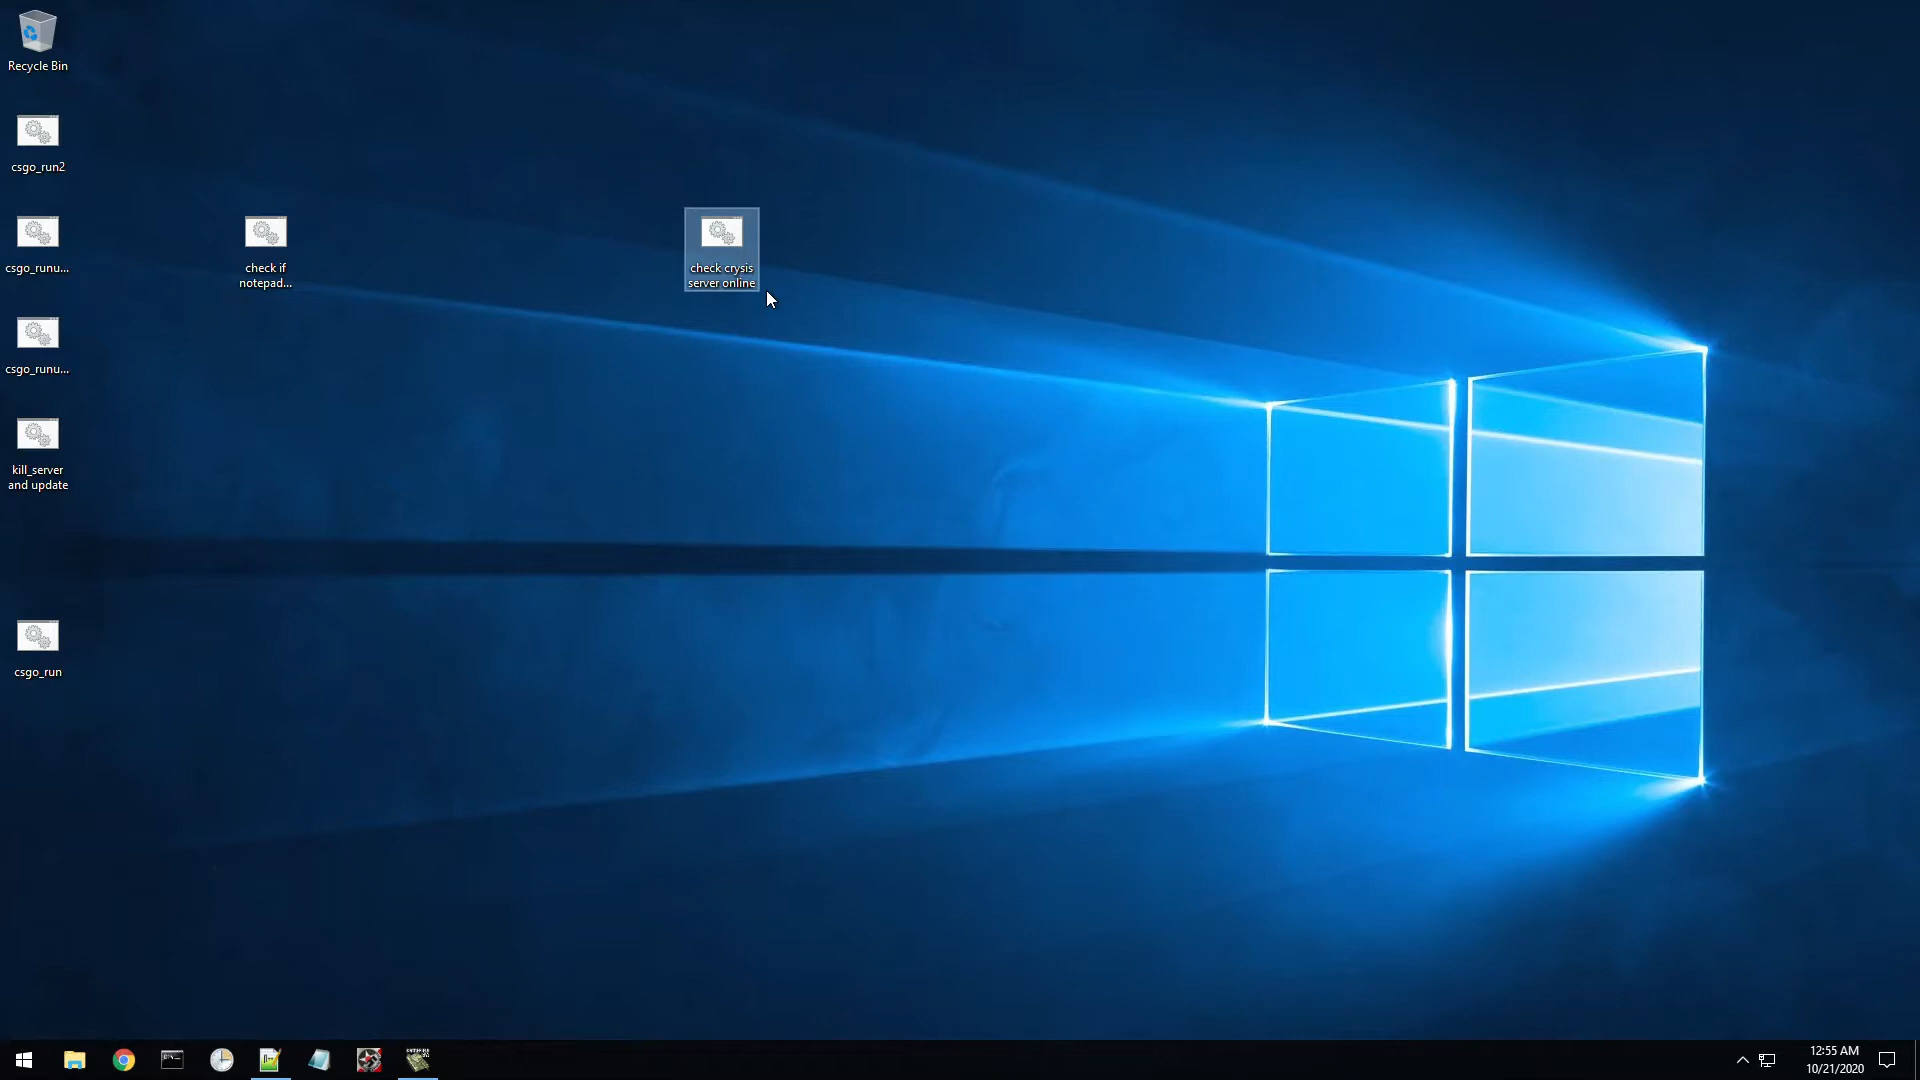 Recycle Bin
csgo_run2
csgo_runu...
check if
notepad...
check crysis
server online
csgo_runu...
kill_server
and update
csgo_run
12:55 AM
10/21/2020